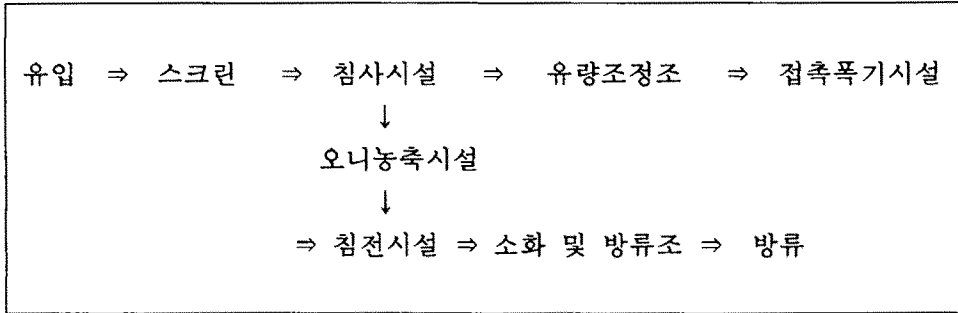 유입 ⇒ 스크린 ⇒ 침사시설 ⇒ 유량조정조 ⇒ 접촉폭기시설
↓
오니농축시설
↓
⇒ 침전시설 ⇒ 소화 및 방류조 ⇒ 방류